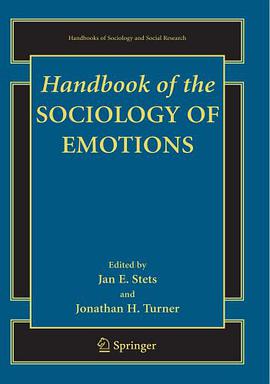 Handbooks of Sociology and Social Research
Handbook of the
SOCIOLOGY OF
EMOTIONS
Edited by
Jan E. Stets
and
Jonathan H. Turner
Springer